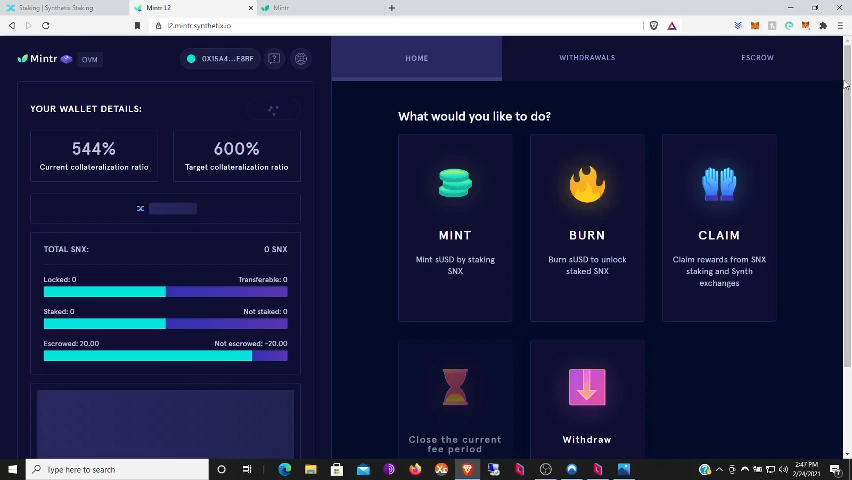 Staking | Synthetix Staking
Mintr L2
Mintr
l2.mintr.synthetix.io
Mintr
OVM
0X15A4...E8BF
HOME
WITHDRAWALS
ESCROW
YOUR WALLET DETAILS:
544%
Current collateralization ratio
600%
Target collateralization ratio
TOTAL SNX:
0 SNX
Locked: 0
Transferable: 0
Staked: 0
Not staked: 0
Escrowed: 20.00
Not escrowed: -20.00
What would you like to do?
MINT
Mint sUSD by staking
SNX
BURN
Burn sUSD to unlock
staked SNX
CLAIM
Claim rewards from SNX
staking and Synth
exchanges
Close the current
fee period
Withdraw
Type here to search
2:47 PM
2/24/2021